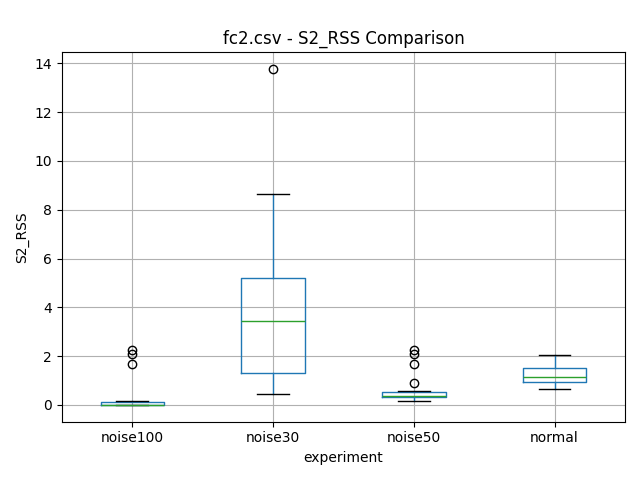 fc2.csv - S2_RSS Comparison
14
12
10
8
6
4
2
0
S2_RSS
noise100 noise30 noise50 normal
experiment